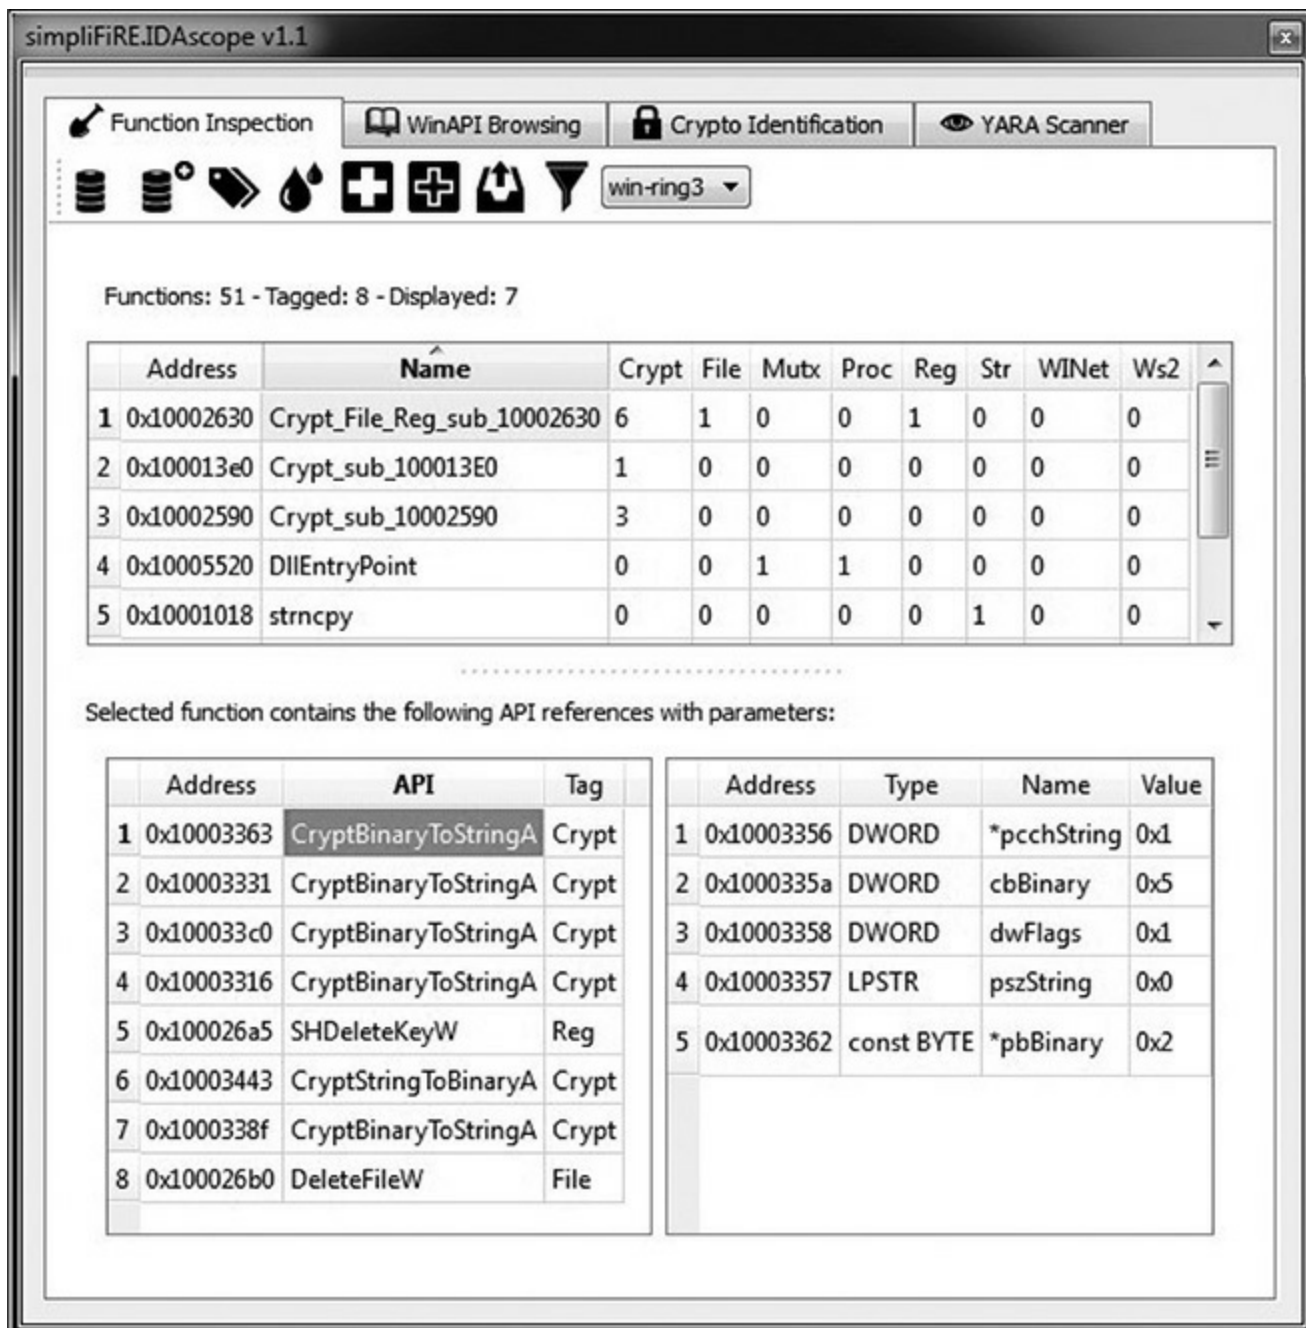 simpliFiRE.IDAscope v1.1
Function Inspection WinAPI Browsing Crypto Identification YARA Scanner
win-ring3
Functions: 51 - Tagged: 8 - Displayed: 7
Address Name Crypt File Mutx Proc Reg Str WINet Ws2
1 0x10002630 Crypt_File_Reg_sub_10002630 6 1 0 0 1 0 0 0
2 0x100013e0 Crypt_sub_100013E0 1 0 0 0 0 0 0 0
3 0x10002590 Crypt_sub_10002590 3 0 0 0 0 0 0 0
4 0x10005520 DllEntryPoint 0 0 1 1 0 0 0 0
5 0x10001018 strncpy 0 0 0 0 0 1 0 0
Selected function contains the following API references with parameters:
Address API Tag
1 0x10003363 CryptBinaryToStringA Crypt
2 0x10003331 CryptBinaryToStringA Crypt
3 0x100033c0 CryptBinaryToStringA Crypt
4 0x10003316 CryptBinaryToStringA Crypt
5 0x100026a5 SHDeleteKeyW Reg
6 0x10003443 CryptStringToBinaryA Crypt
7 0x1000338f CryptBinaryToStringA Crypt
8 0x100026b0 DeleteFileW File
Address Type Name Value
1 0x10003356 DWORD *pcchString 0x1
2 0x1000335a DWORD cbBinary 0x5
3 0x10003358 DWORD dwFlags 0x1
4 0x10003357 LPSTR pszString 0x0
5 0x10003362 const BYTE *pbBinary 0x2